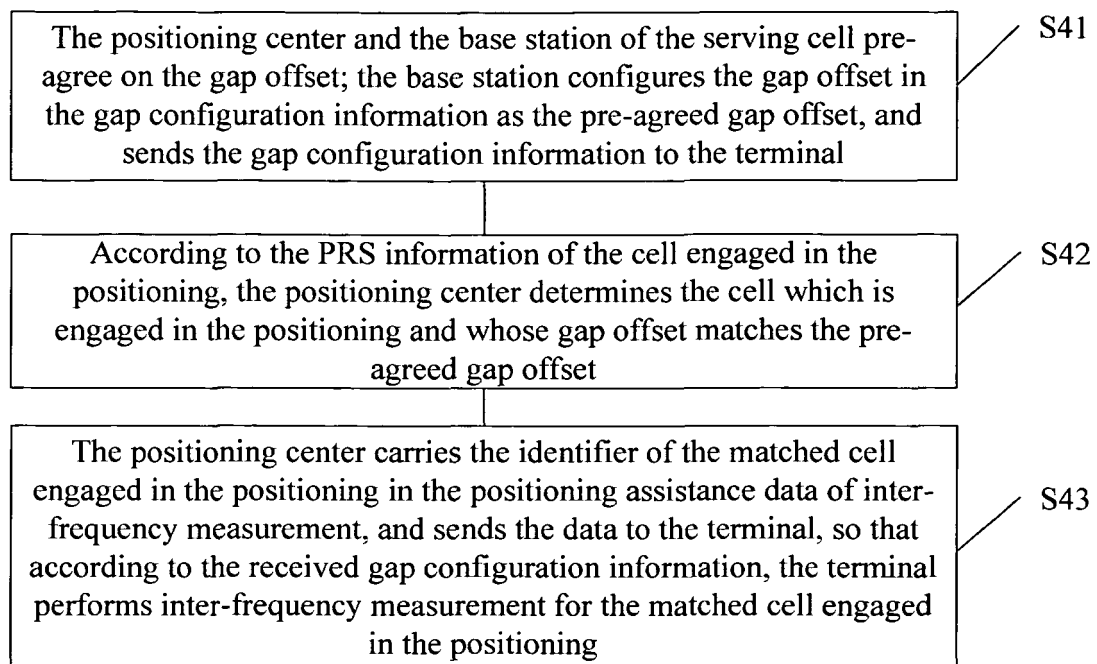 The positioning center and the base station of the serving cell pre-
agree on the gap offset; the base station configures the gap offset in
the gap configuration information as the pre-agreed gap offset, and
sends the gap configuration information to the terminal
S41
According to the PRS information of the cell engaged in the
positioning, the positioning center determines the cell which is
engaged in the positioning and whose gap offset matches the pre-
agreed gap offset
S42
The positioning center carries the identifier of the matched cell
engaged in the positioning in the positioning assistance data of inter-
frequency measurement, and sends the data to the terminal, so that
according to the received gap configuration information, the terminal
performs inter-frequency measurement for the matched cell engaged
in the positioning
S43